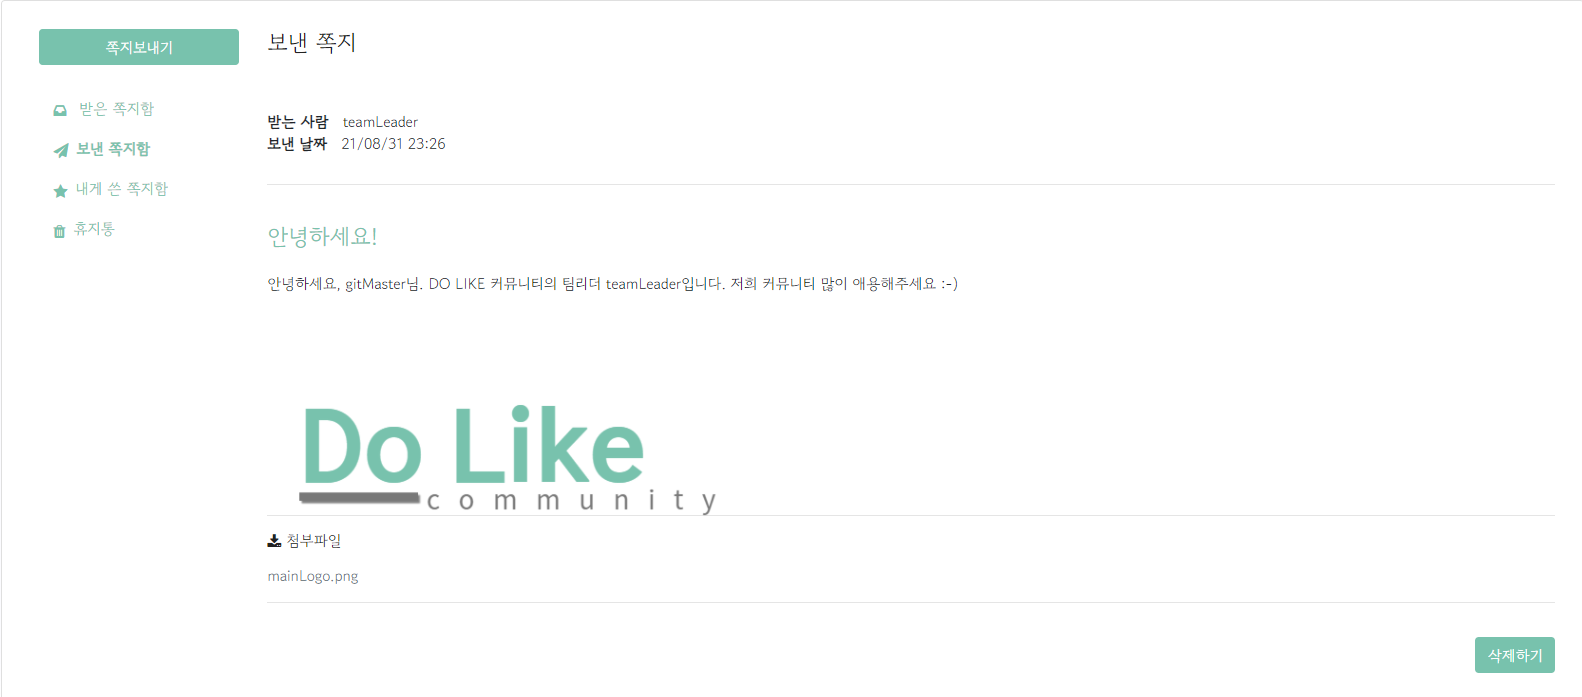 쪽지보내기
받은 쪽지함
보낸 쪽지함
내게 쓴 쪽지함
휴지통
보낸 쪽지
받는 사람 teamLeader
보낸 날짜 21/08/31 23:26
안녕하세요!
안녕하세요, gitMaster님. DO LIKE 커뮤니티의 팀리더 teamLeader입니다. 저희 커뮤니티 많이 애용해주세요 :-)
Do Like
community
첨부파일
mainLogo.png
삭제하기